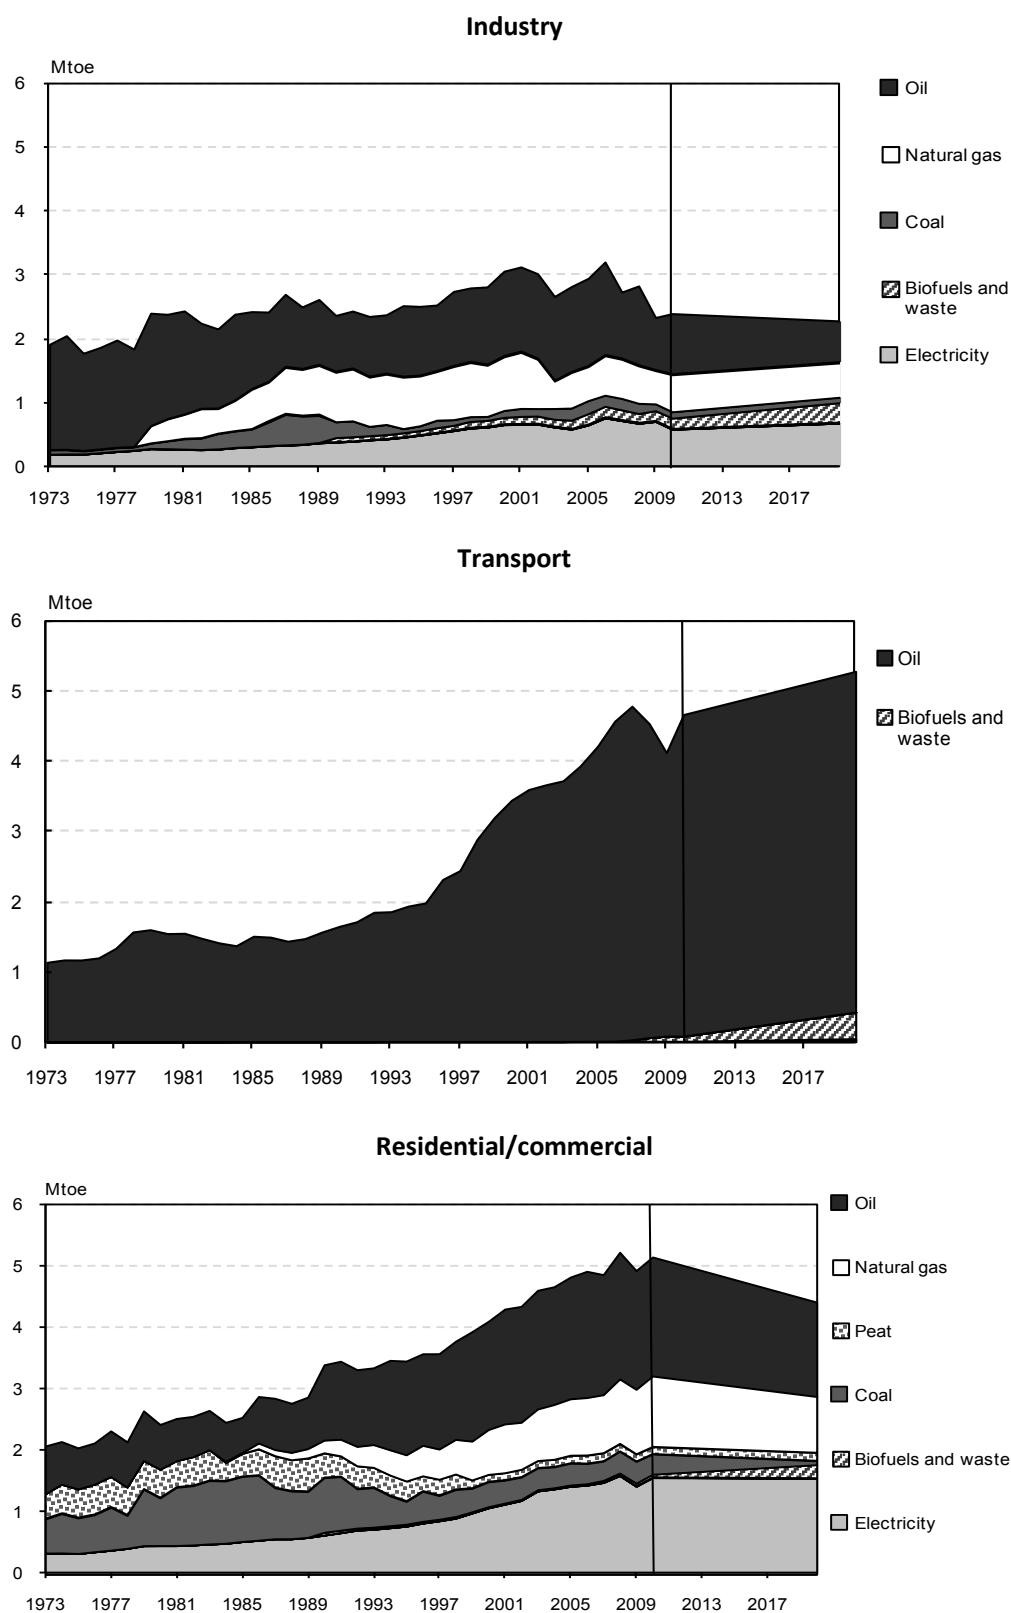 Industry
Mtoe
6
5
4
3
2
1
0
1973 1977 1981 1985 1989 1993 1997 2001 2005 2009 2013 2017
Oil
Natural gas
Coal
Biofuels and
waste
Electricity
Transport
Mtoe
6
5
4
3
2
1
0
1973 1977 1981 1985 1989 1993 1997 2001 2005 2009 2013 2017
Oil
Biofuels and
waste
Residential/commercial
Mtoe
6
5
4
3
2
1
0
1973 1977 1981 1985 1989 1993 1997 2001 2005 2009 2013 2017
Oil
Natural gas
Peat
Coal
Biofuels and waste
Electricity